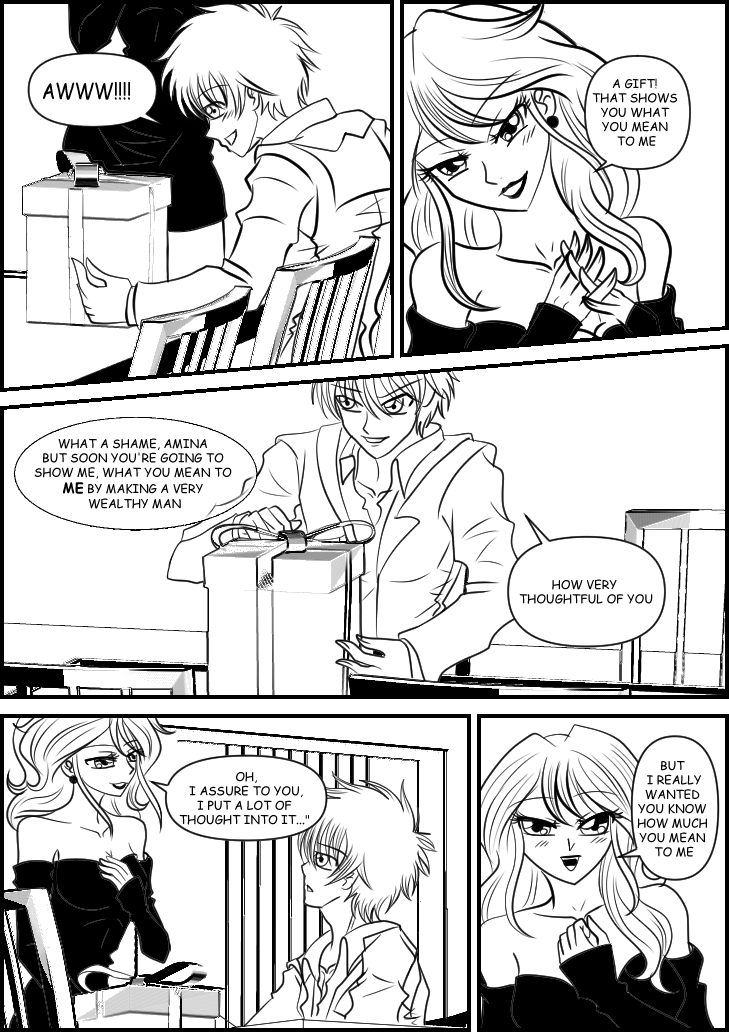 AWWW!!!!
A GIFT!
THAT SHOWS
YOU WHAT
YOU MEAN
TO ME
WHAT A SHAME, AMINA
BUT SOON YOU'RE GOING TO
SHOW ME, WHAT YOU MEAN TO
ME BY MAKING A VERY
WEALTHY MAN
HOW VERY
THOUGHTFUL OF YOU
OH,
I ASSURE TO YOU,
I PUT A LOT OF
THOUGHT INTO IT..."
BUT
I REALLY
WANTED
YOU KNOW
HOW MUCH
YOU MEAN
TO ME